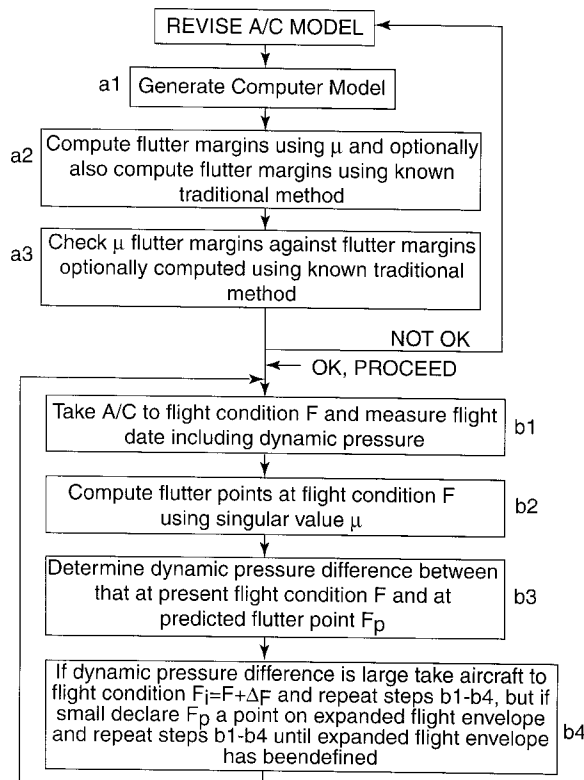 REVISE A/C MODEL
a1
Generate Computer Model
a2
Compute flutter margins using μ and optionally
also compute flutter margins using known
traditional method
a3
Check μ flutter margins against flutter margins
optionally computed using known traditional
method
NOT OK
OK, PROCEED
Take A/C to flight condition F and measure flight
date including dynamic pressure
b1
Compute flutter points at flight condition F
using singular value μ
b2
Determine dynamic pressure difference between
that at present flight condition F and at
predicted flutter point Fp
b3
If dynamic pressure difference is large take aircraft to
flight condition Fi=F+ΔF and repeat steps b1-b4, but if
small declare Fp a point on expanded flight envelope
and repeat steps b1-b4 until expanded flight envelope
has beendefined
b4